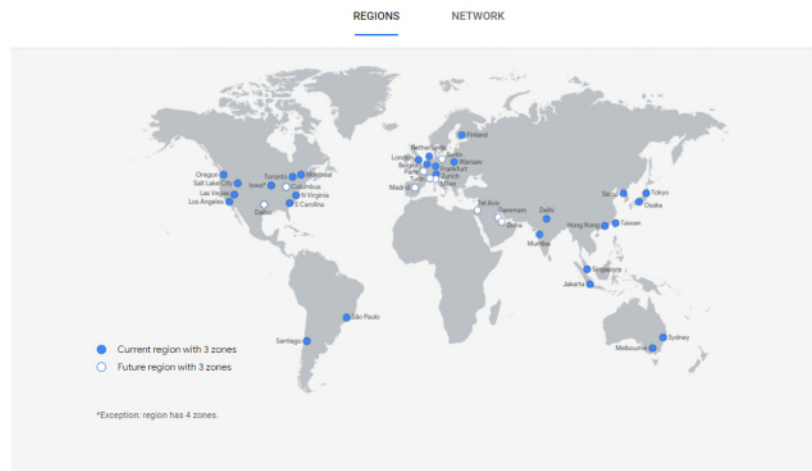 REGIONS NETWORK
Finland
Netherlands
London
Berlin
Belgium
Warsaw
Frankfurt
Paris
Zurich
Turin
Milan
Madrid
Oregon
Toronto
Montreal
Salt Lake City
Iowa*
Columbus
Las Vegas
N Virginia
Los Angeles
S Carolina
Dallas
Tel Aviv
Dammam
Doha
Delhi
Mumbai
Seoul
Tokyo
Osaka
Hong Kong
Taiwan
Singapore
Jakarta
São Paulo
Santiago
Sydney
Melbourne
Current region with 3 zones
Future region with 3 zones
*Exception: region has 4 zones.